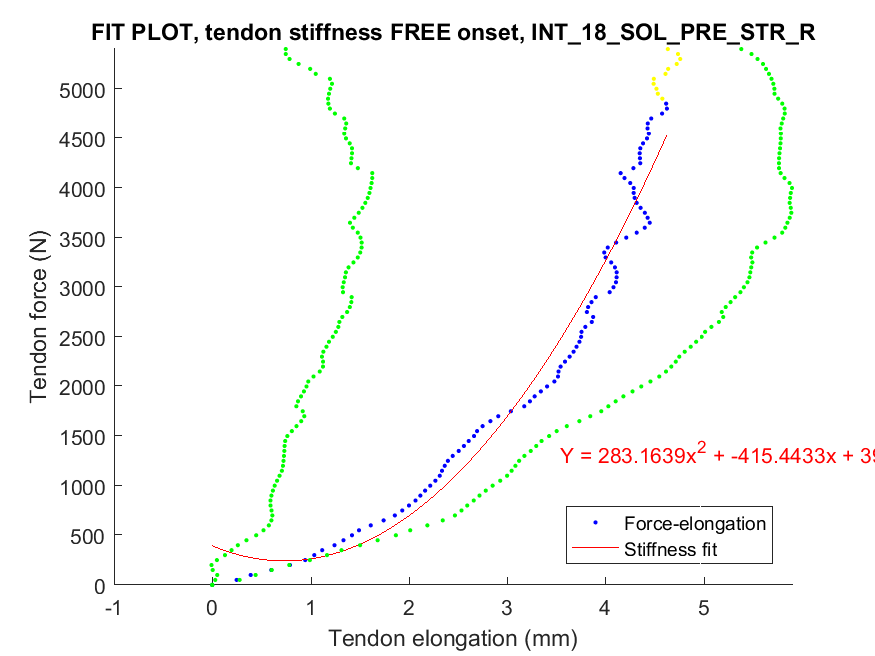 FIT PLOT, tendon stiffness FREE onset, INT_18_SOL_PRE_STR_R
5000
4500
4000
3500
3000
2500
2000
1500
1000
500
0
Tendon force (N)
Y = 283.1639x² + -415.4433x + 39
Force-elongation
Stiffness fit
-1 0 1 2 3 4 5
Tendon elongation (mm)